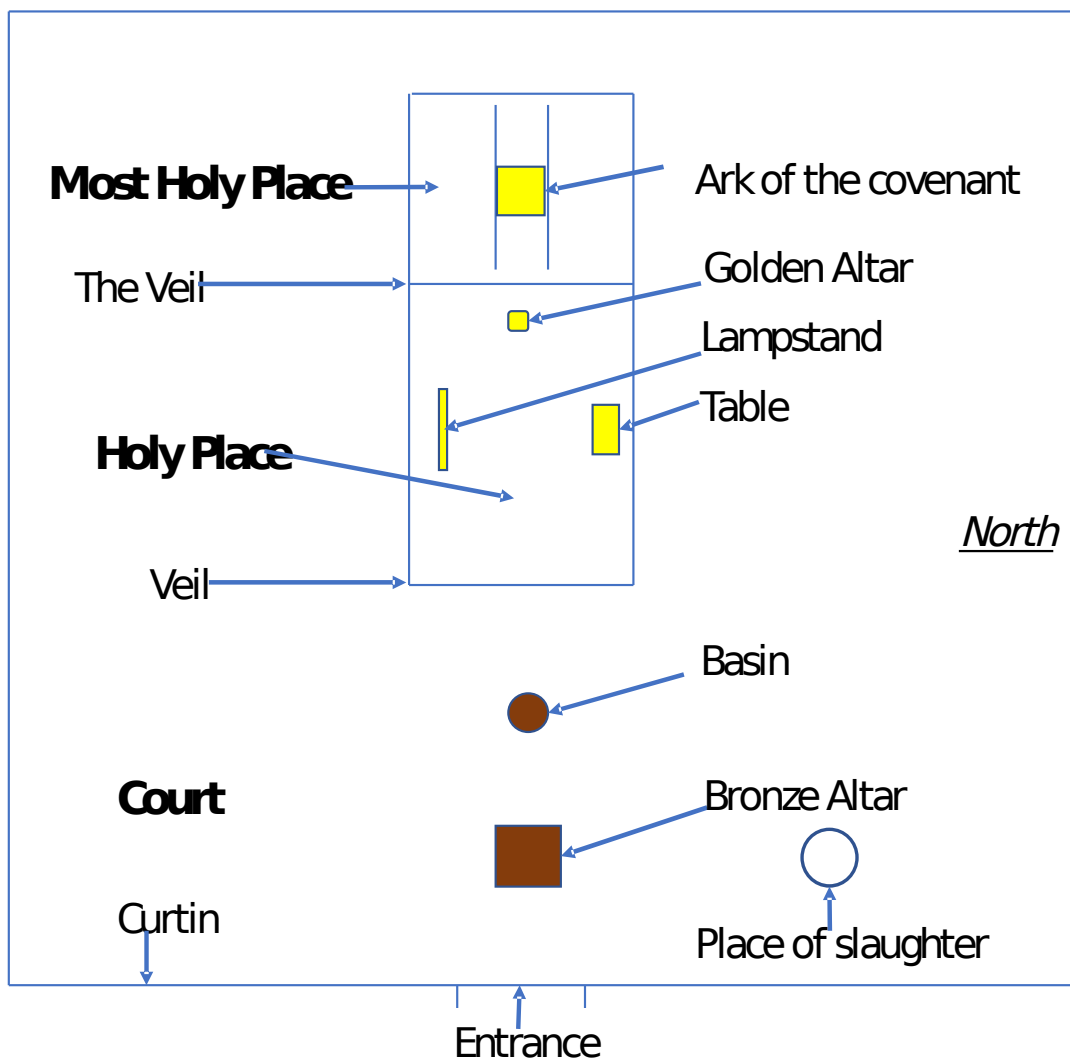 Most Holy Place
Ark of the covenant
Golden Altar
The Veil
Lampstand
Table
Holy Place
North
Veil
Basin
Court
Bronze Altar
Curtin
Place of slaughter
Entrance